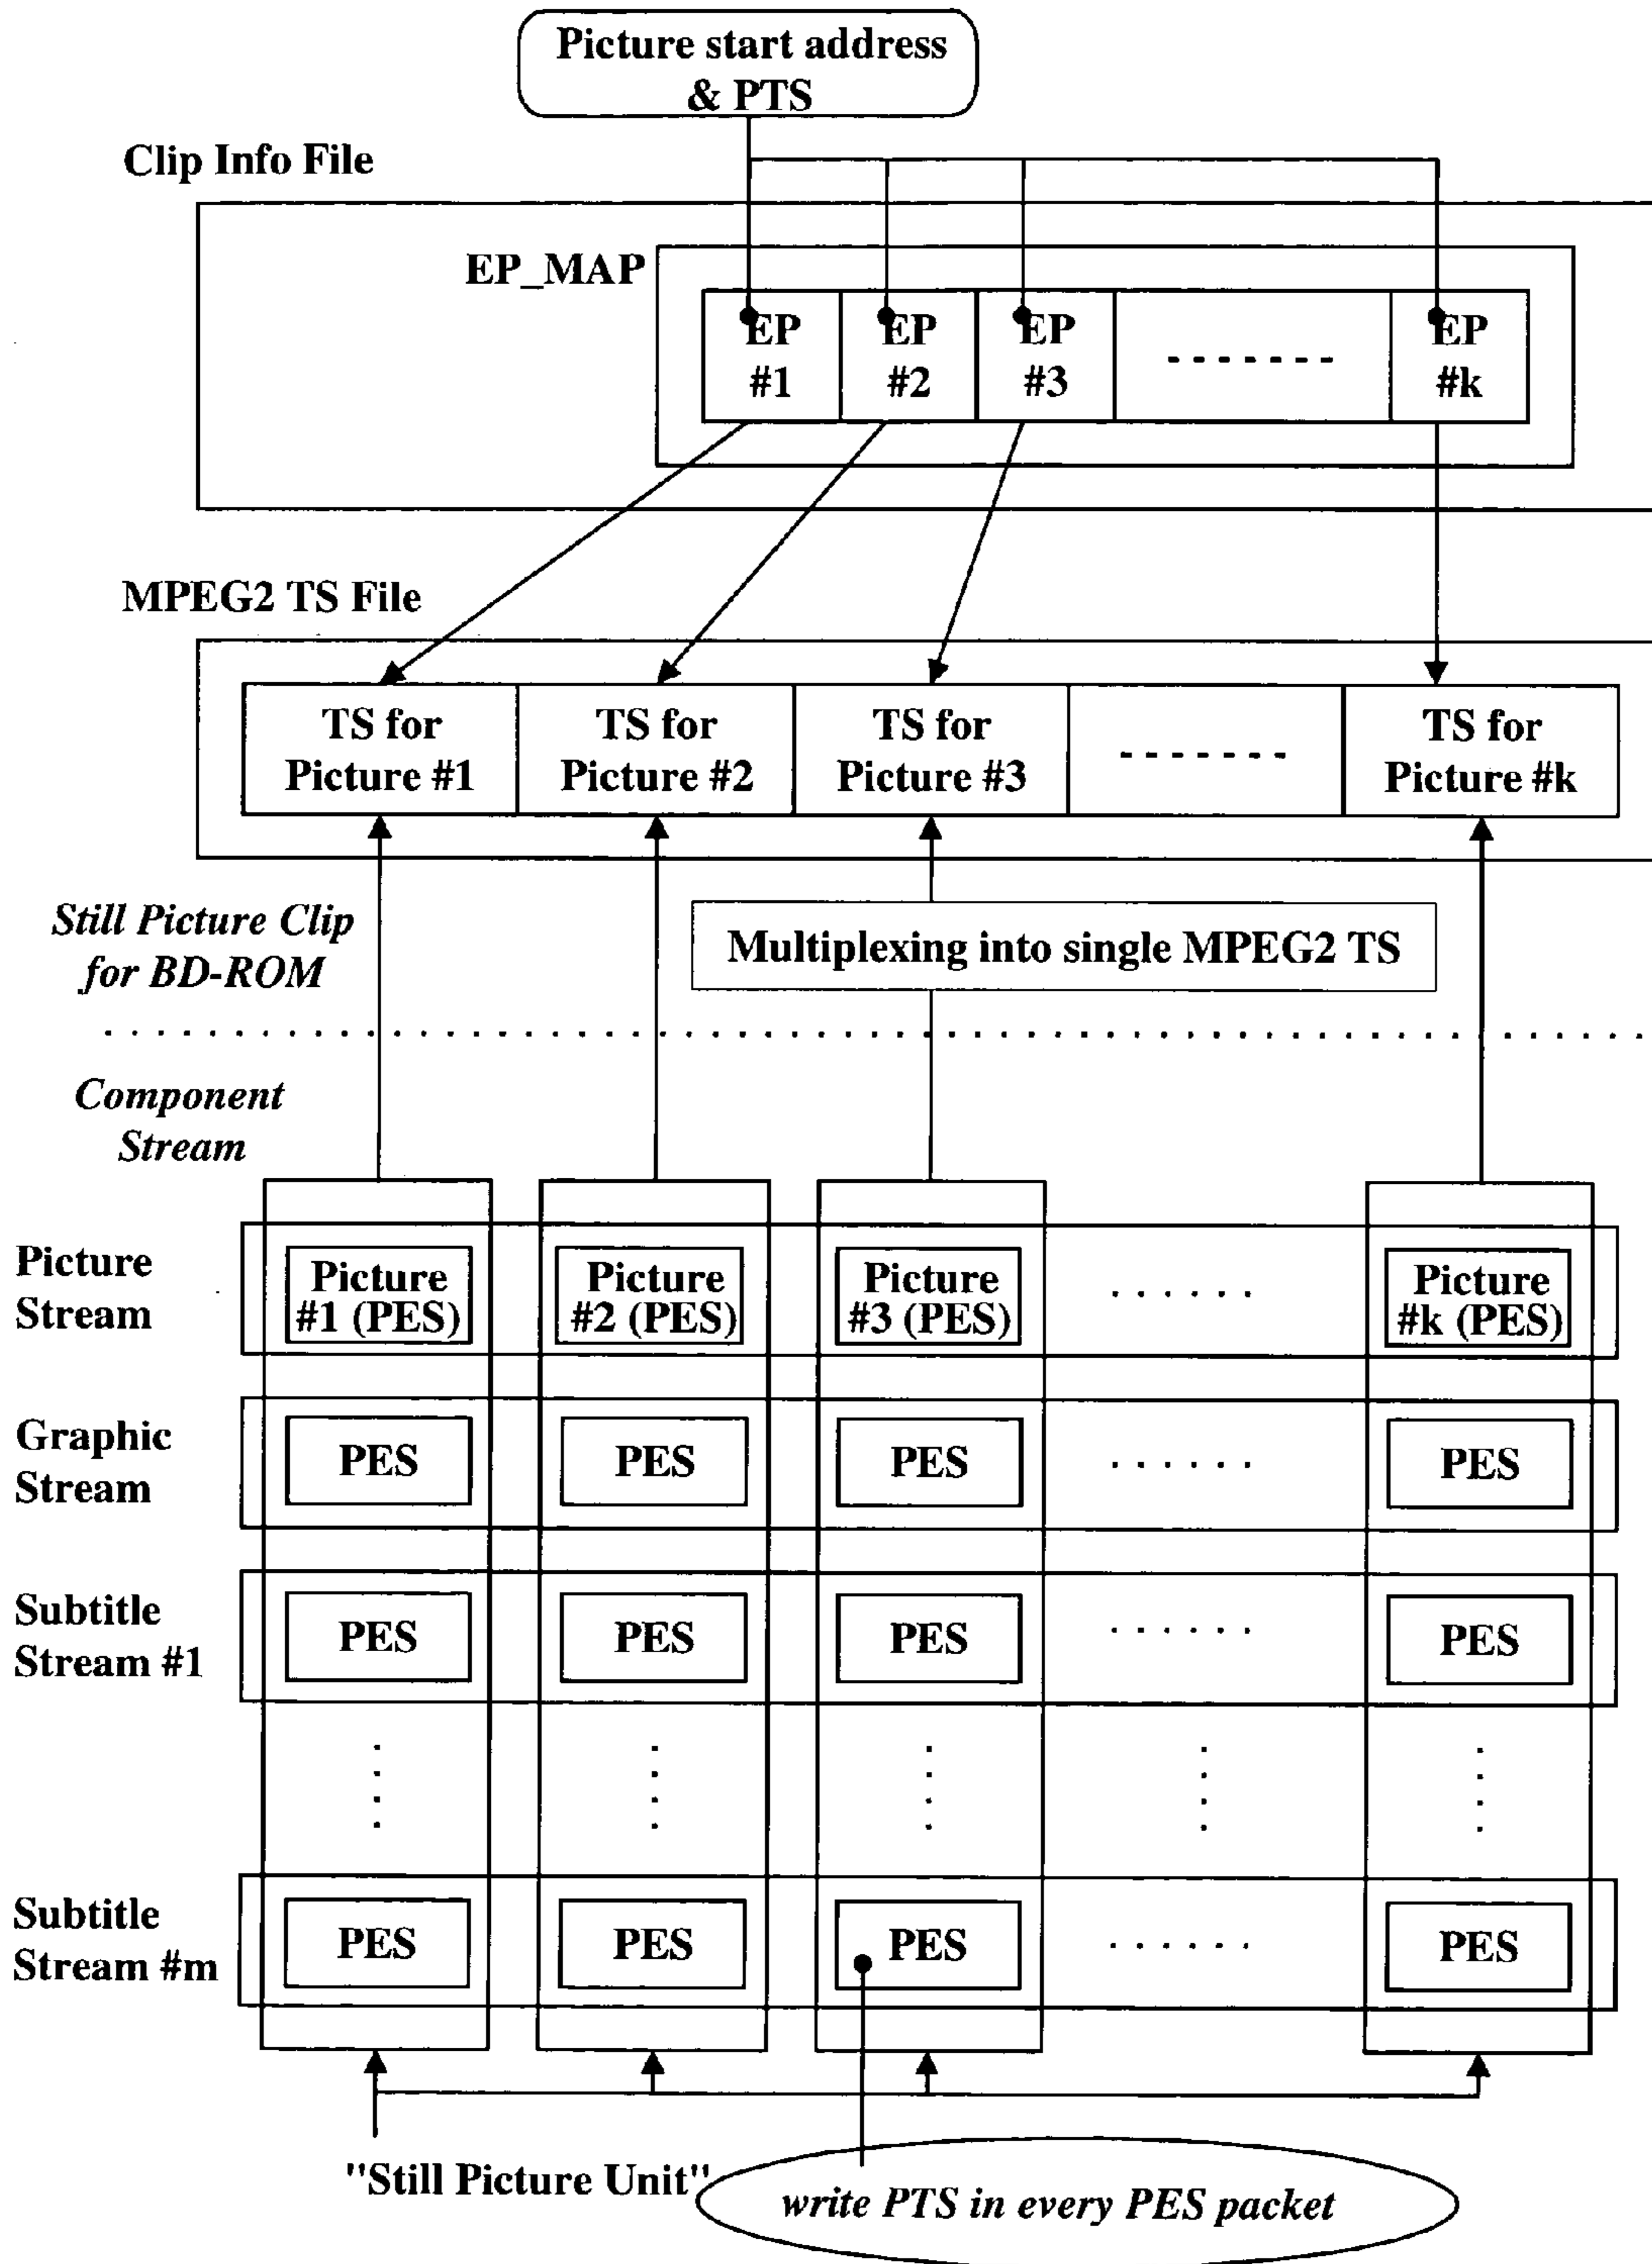 Picture start address
& PTS
Clip Info File
EP_MAP
EP
#1
EP
#2
EP
#3
-------
EP
#k
MPEG2 TS File
TS for
Picture #1
TS for
Picture #2
TS for
Picture #3
-------
TS for
Picture #k
Still Picture Clip
for BD-ROM
Multiplexing into single MPEG2 TS
Component
Stream
Picture
Stream
Picture
#1 (PES)
Picture
#2 (PES)
Picture
#3 (PES)
......
Picture
#k (PES)
Graphic
Stream
PES
PES
PES
......
PES
Subtitle
Stream #1
PES
PES
PES
......
PES
Subtitle
Stream #m
PES
PES
PES
......
PES
"Still Picture Unit"
write PTS in every PES packet